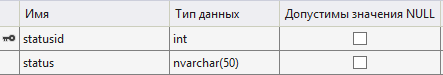 Имя Тип данных Допустимы значения NULL
statusid int
status nvarchar(50)